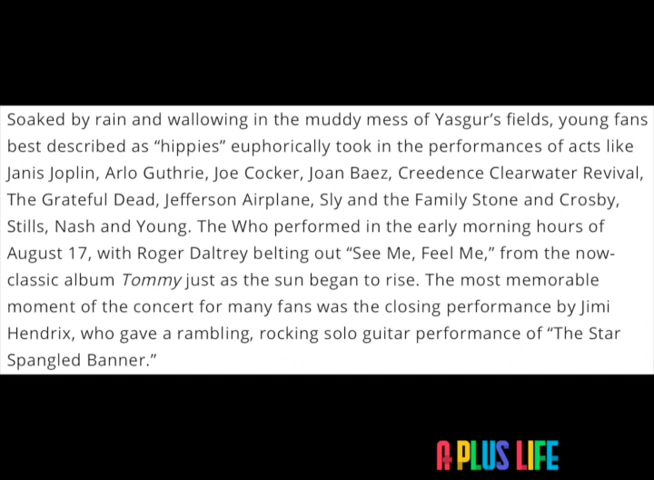 Soaked by rain and wallowing in the muddy mess of Yasgur’s fields, young fans
best described as “hippies” euphorically took in the performances of acts like
Janis Joplin, Arlo Guthrie, Joe Cocker, Joan Baez, Creedence Clearwater Revival,
The Grateful Dead, Jefferson Airplane, Sly and the Family Stone and Crosby,
Stills, Nash and Young. The Who performed in the early morning hours of
August 17, with Roger Daltrey belting out “See Me, Feel Me,” from the now-
classic album Tommy just as the sun began to rise. The most memorable
moment of the concert for many fans was the closing performance by Jimi
Hendrix, who gave a rambling, rocking solo guitar performance of “The Star
Spangled Banner.”
A PLUS LIFE